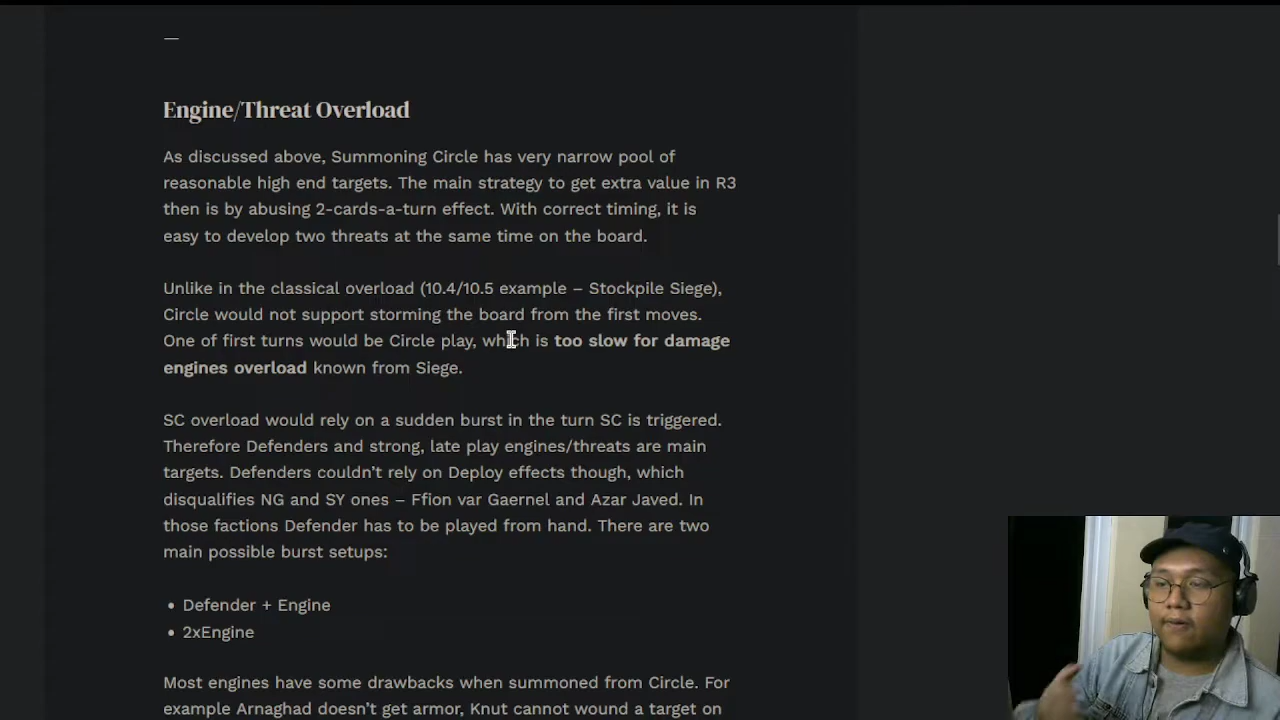 —
Engine/Threat Overload
As discussed above, Summoning Circle has very narrow pool of
reasonable high end targets. The main strategy to get extra value in R3
then is by abusing 2-cards-a-turn effect. With correct timing, it is
easy to develop two threats at the same time on the board.
Unlike in the classical overload (10.4/10.5 example – Stockpile Siege),
Circle would not support storming the board from the first moves.
One of first turns would be Circle play, which is too slow for damage
engines overload known from Siege.
SC overload would rely on a sudden burst in the turn SC is triggered.
Therefore Defenders and strong, late play engines/threats are main
targets. Defenders couldn't rely on Deploy effects though, which
disqualifies NG and SY ones – Ffion var Gaernel and Azar Javed. In
those factions Defender has to be played from hand. There are two
main possible burst setups:
• Defender + Engine
• 2xEngine
Most engines have some drawbacks when summoned from Circle. For
example Arnaghad doesn't get armor, Knut cannot wound a target on